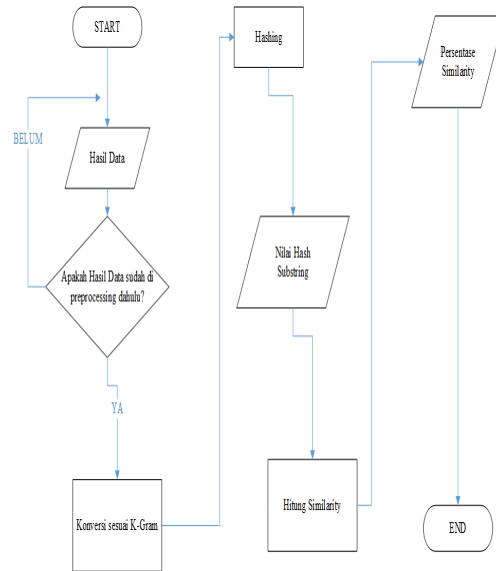 START
Hasil Data
BELUM
Apakah Hasil Data sudah di
preprocessing dahulu?
YA
Konversi sesuai K-Gram
Hashing
Nilai Hash
Substring
Hitung Similarity
Persentase
Similarity
END